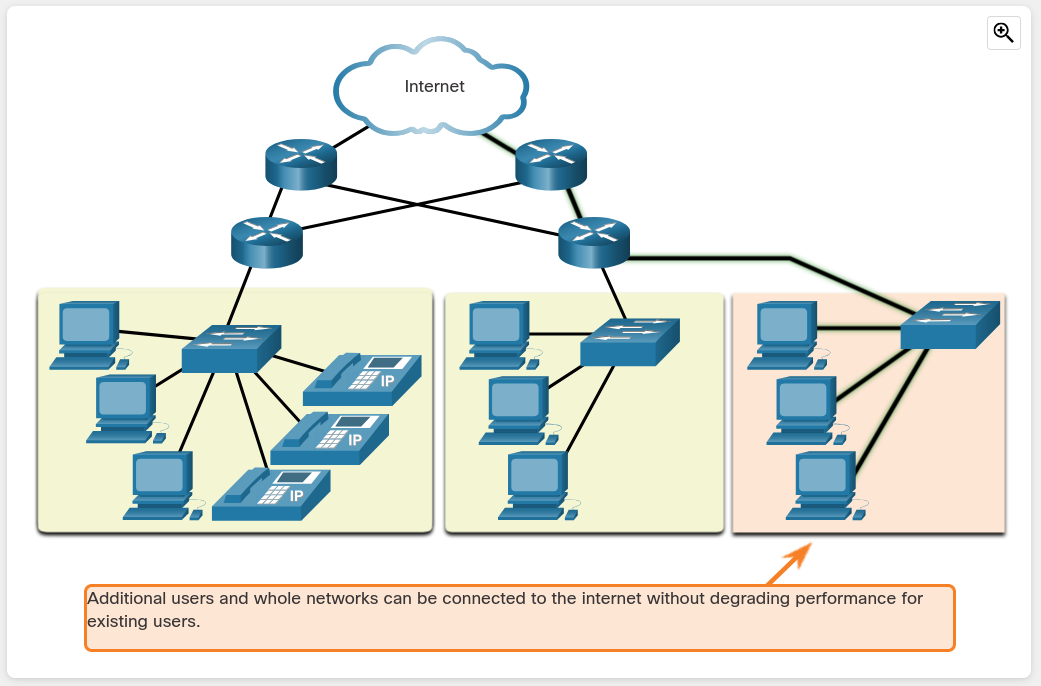 Internet
IP
IP
IP
Additional users and whole networks can be connected to the internet without degrading performance for
existing users.